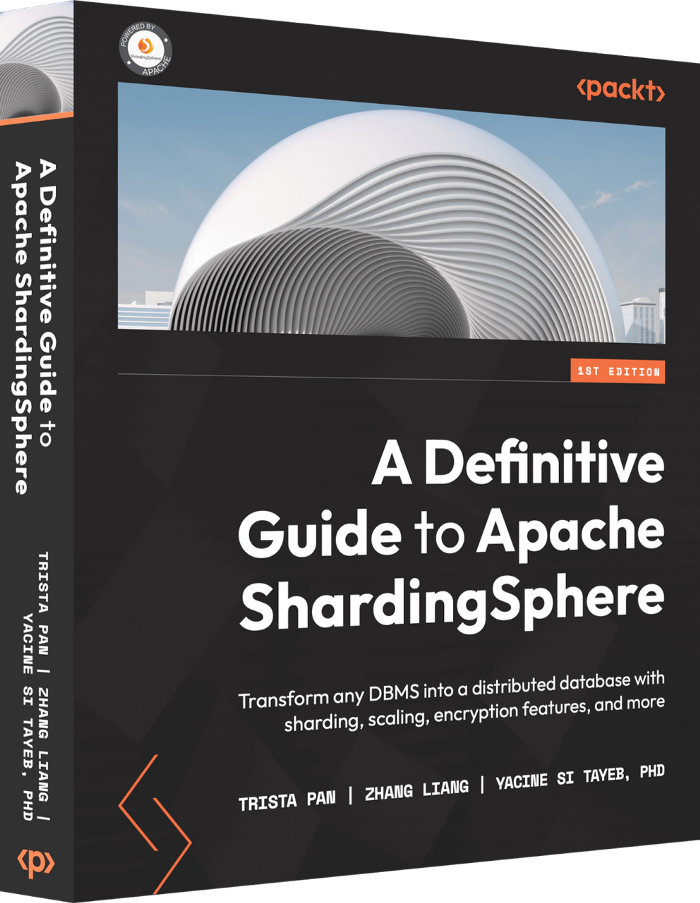 POWERED BY
ShardingSphere
APACHE
<packt>
1ST EDITION
A Definitive
Guide to Apache
ShardingSphere
Transform any DBMS into a distributed database with
sharding, scaling, encryption features, and more
TRISTA PAN | ZHANG LIANG | YACINE SI TAYEB, PHD
A Definitive Guide to
Apache ShardingSphere
TRISTA PAN | ZHANG LIANG |
YACINE SI TAYEB, PHD
<p>